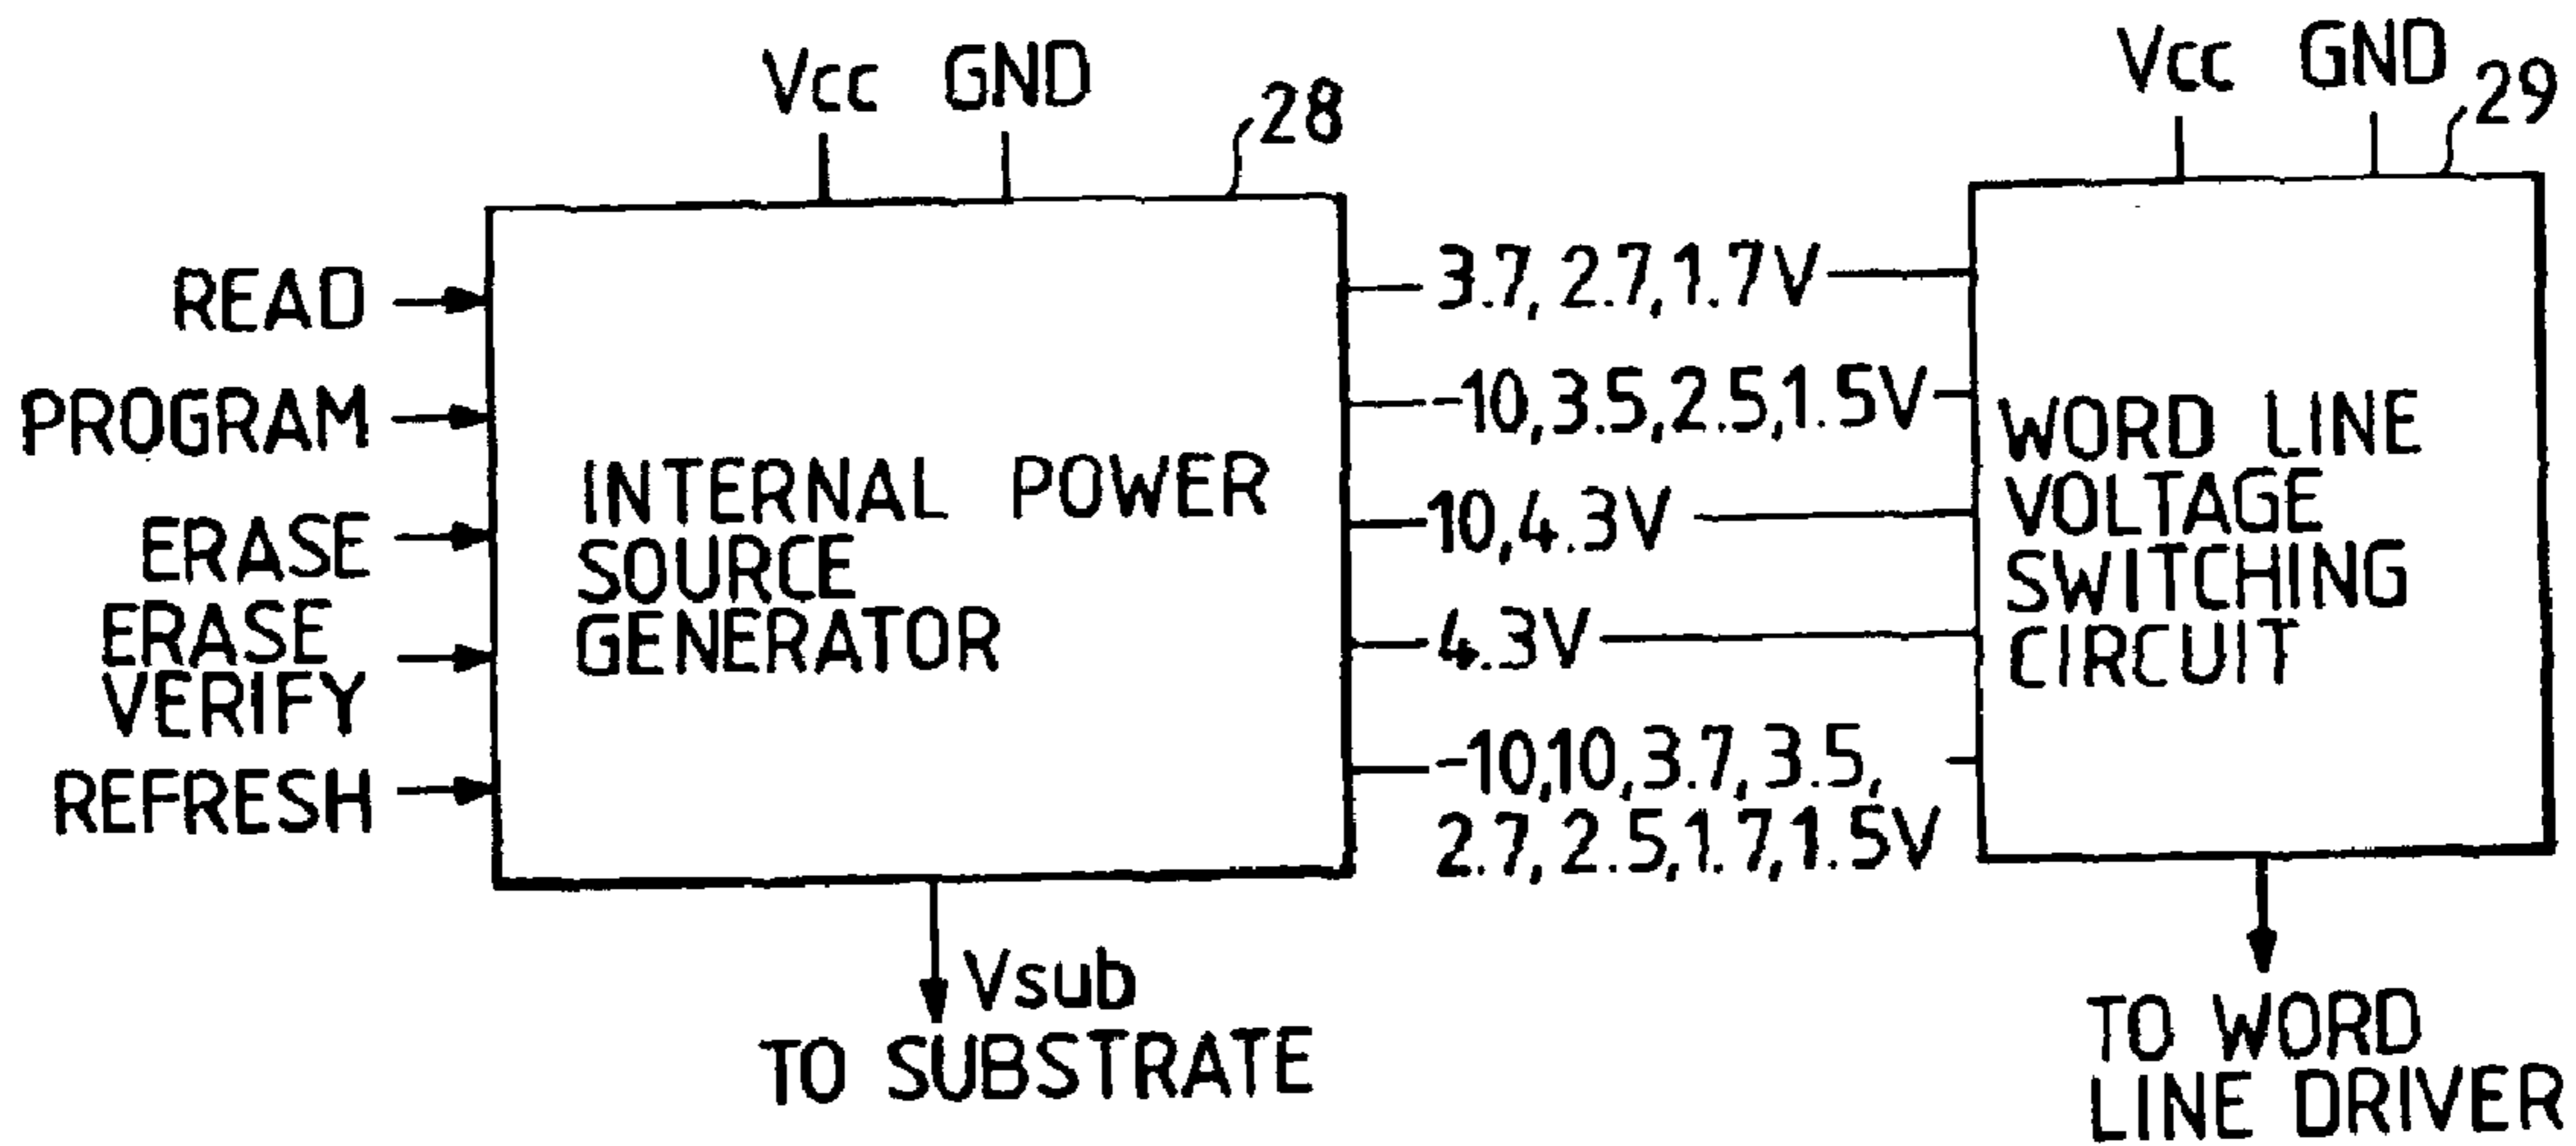 Vcc GND
28
Vcc GND
29
READ
PROGRAM
ERASE
ERASE
VERIFY
REFRESH
INTERNAL POWER
SOURCE
GENERATOR
3.7, 2.7, 1.7V
-10,3.5,2.5,1.5V
10,4.3V
4.3V
-10,10,3.7,3.5,
2.7,2.5,1.7,1.5V
WORD LINE
VOLTAGE
SWITCHING
CIRCUIT
Vsub
TO SUBSTRATE
TO WORD
LINE DRIVER